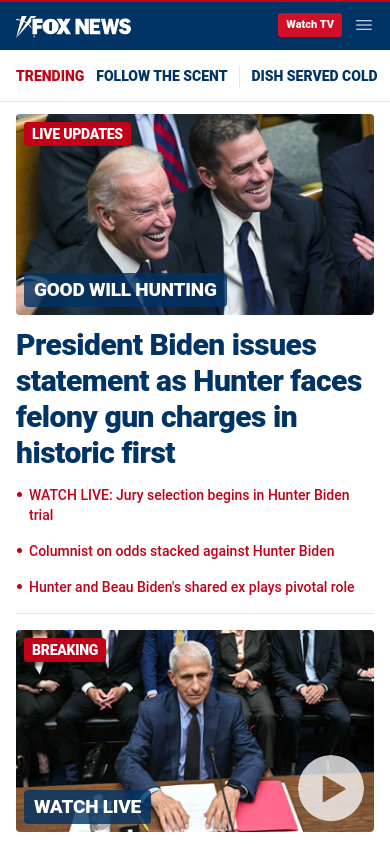 FOX NEWS
Watch TV
TRENDING FOLLOW THE SCENT DISH SERVED COLD
LIVE UPDATES
GOOD WILL HUNTING
President Biden issues
statement as Hunter faces
felony gun charges in
historic first
WATCH LIVE: Jury selection begins in Hunter Biden
trial
Columnist on odds stacked against Hunter Biden
Hunter and Beau Biden's shared ex plays pivotal role
BREAKING
WATCH LIVE